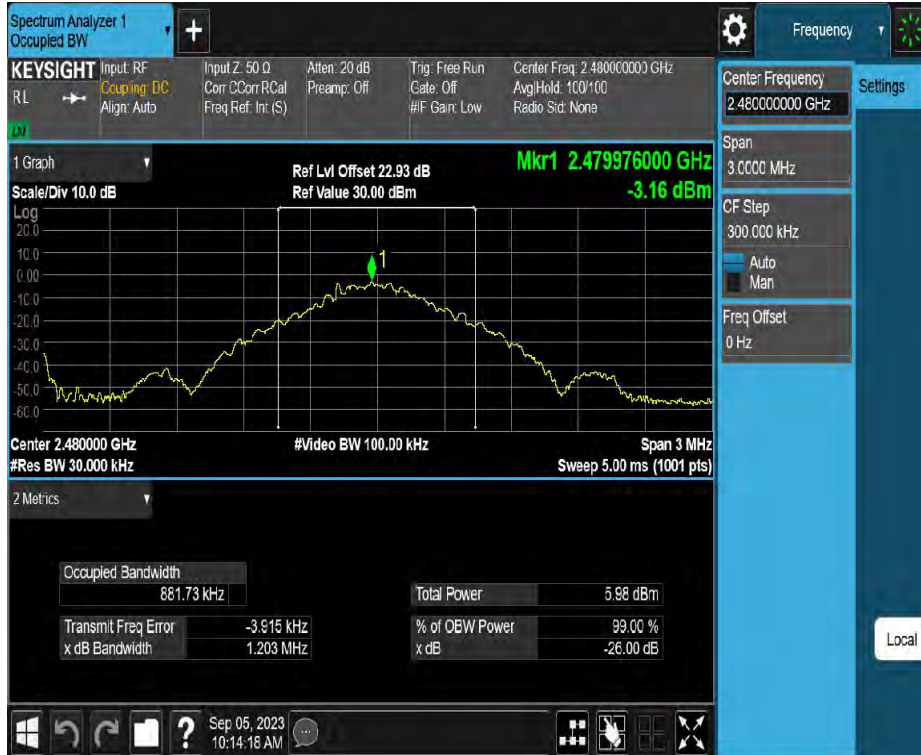 Spectrum Analyzer 1
Occupied BW
+
Frequency
KEYSIGHT
RL
Input: RF
Coupling: DC
Align: Auto
Input Z: 50 Ω
Corr CCorr RCal
Freq Ref: Int (S)
Atten: 20 dB
Preamp: Off
Trig: Free Run
Gate: Off
#IF Gain: Low
Center Freq: 2.480000000 GHz
Avg|Hold: 100/100
Radio Std: None
Center Frequency
2.480000000 GHz
Settings
Span
3.0000 MHz
CF Step
300.000 kHz
Auto
Man
Freq Offset
0 Hz
1 Graph
Scale/Div 10.0 dB
Ref Lvl Offset 22.93 dB
Ref Value 30.00 dBm
Mkr1 2.479976000 GHz
-3.16 dBm
Log
20.0
10.0
0.00
-10.0
-20.0
-30.0
-40.0
-50.0
-60.0
1
Center 2.480000 GHz
#Video BW 100.00 kHz
Span 3 MHz
#Res BW 30.000 kHz
Sweep 5.00 ms (1001 pts)
2 Metrics
Occupied Bandwidth
881.73 kHz
Total Power
5.98 dBm
Transmit Freq Error
-3.915 kHz
% of OBW Power
99.00 %
x dB Bandwidth
1.203 MHz
x dB
-26.00 dB
Local
?
Sep 05, 2023
10:14:18 AM